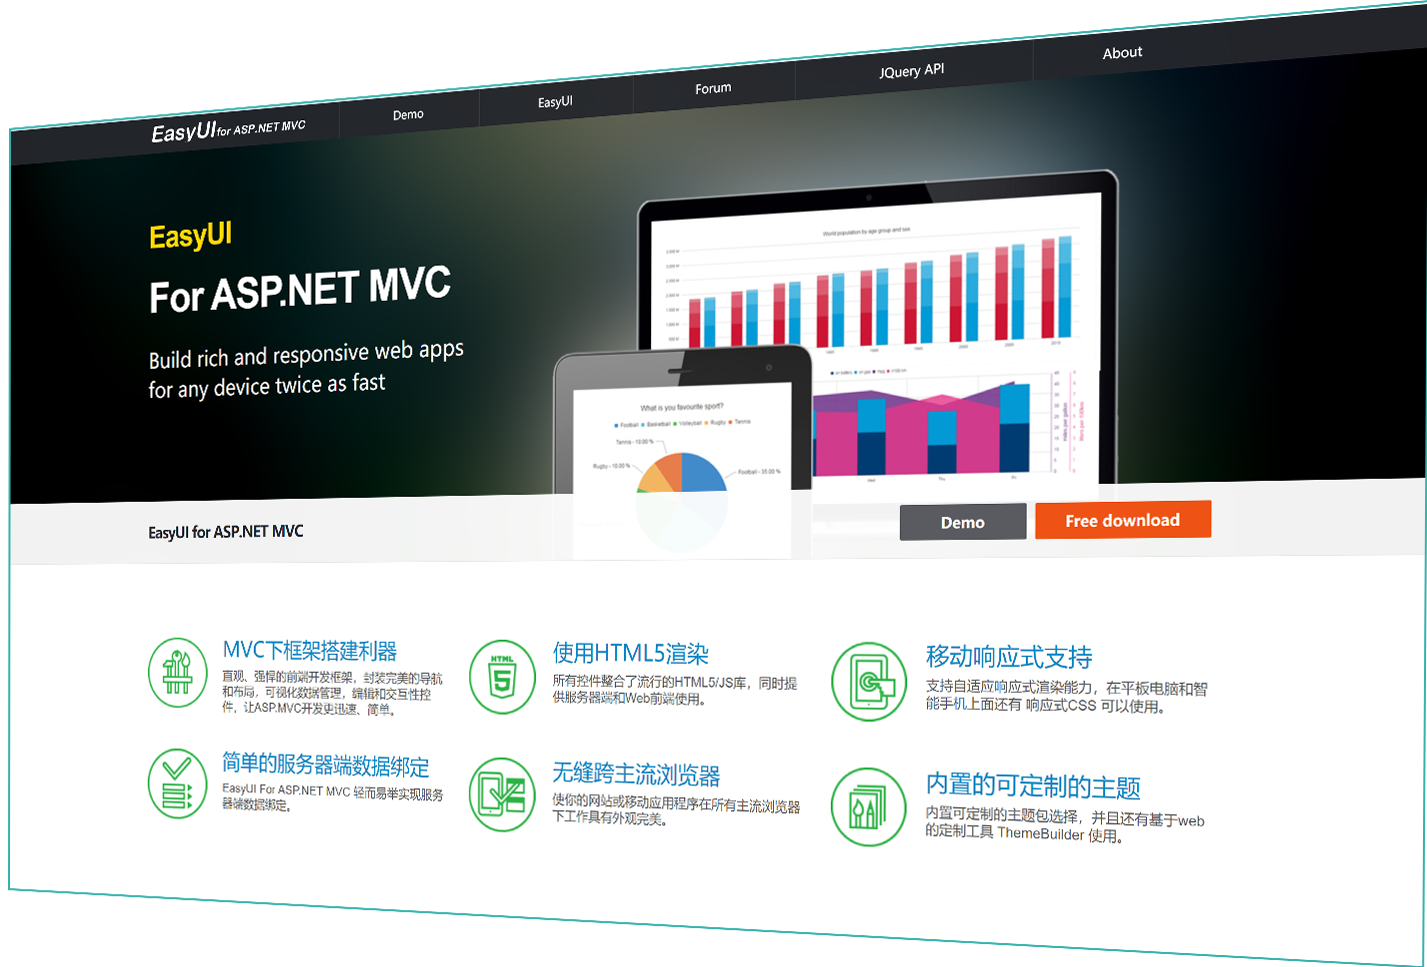 EasyUI for ASP.NET MVC
Demo
EasyUI
Forum
JQuery API
About
EasyUI
For ASP.NET MVC
Build rich and responsive web apps
for any device twice as fast
World population by age group and sex
What is you favourite sport?
Football Basketball Volleyball Rugby Tennis
Tennis - 10.00 %
Rugby - 10.00 %
Football - 35.00 %
EasyUI for ASP.NET MVC
Demo
Free download
MVC下框架搭建利器
直观、强悍的前端开发框架，封装完美的导航
和布局，可视化数据管理，编辑和交互性控
件，让ASP.MVC开发更迅速、简单。
使用HTML5渲染
所有控件整合了流行的HTML5/JS库，同时提
供服务器端和Web前端使用。
移动响应式支持
支持自适应响应式渲染能力，在平板电脑和智
能手机上面还有 响应式CSS 可以使用。
简单的服务器端数据绑定
EasyUI For ASP.NET MVC 轻而易举实现服务
器端数据绑定。
无缝跨主流浏览器
使你的网站或移动应用程序在所有主流浏览器
下工作具有外观完美。
内置的可定制的主题
内置可定制的主题包选择，并且还有基于web
的定制工具 ThemeBuilder 使用。
HTML
5